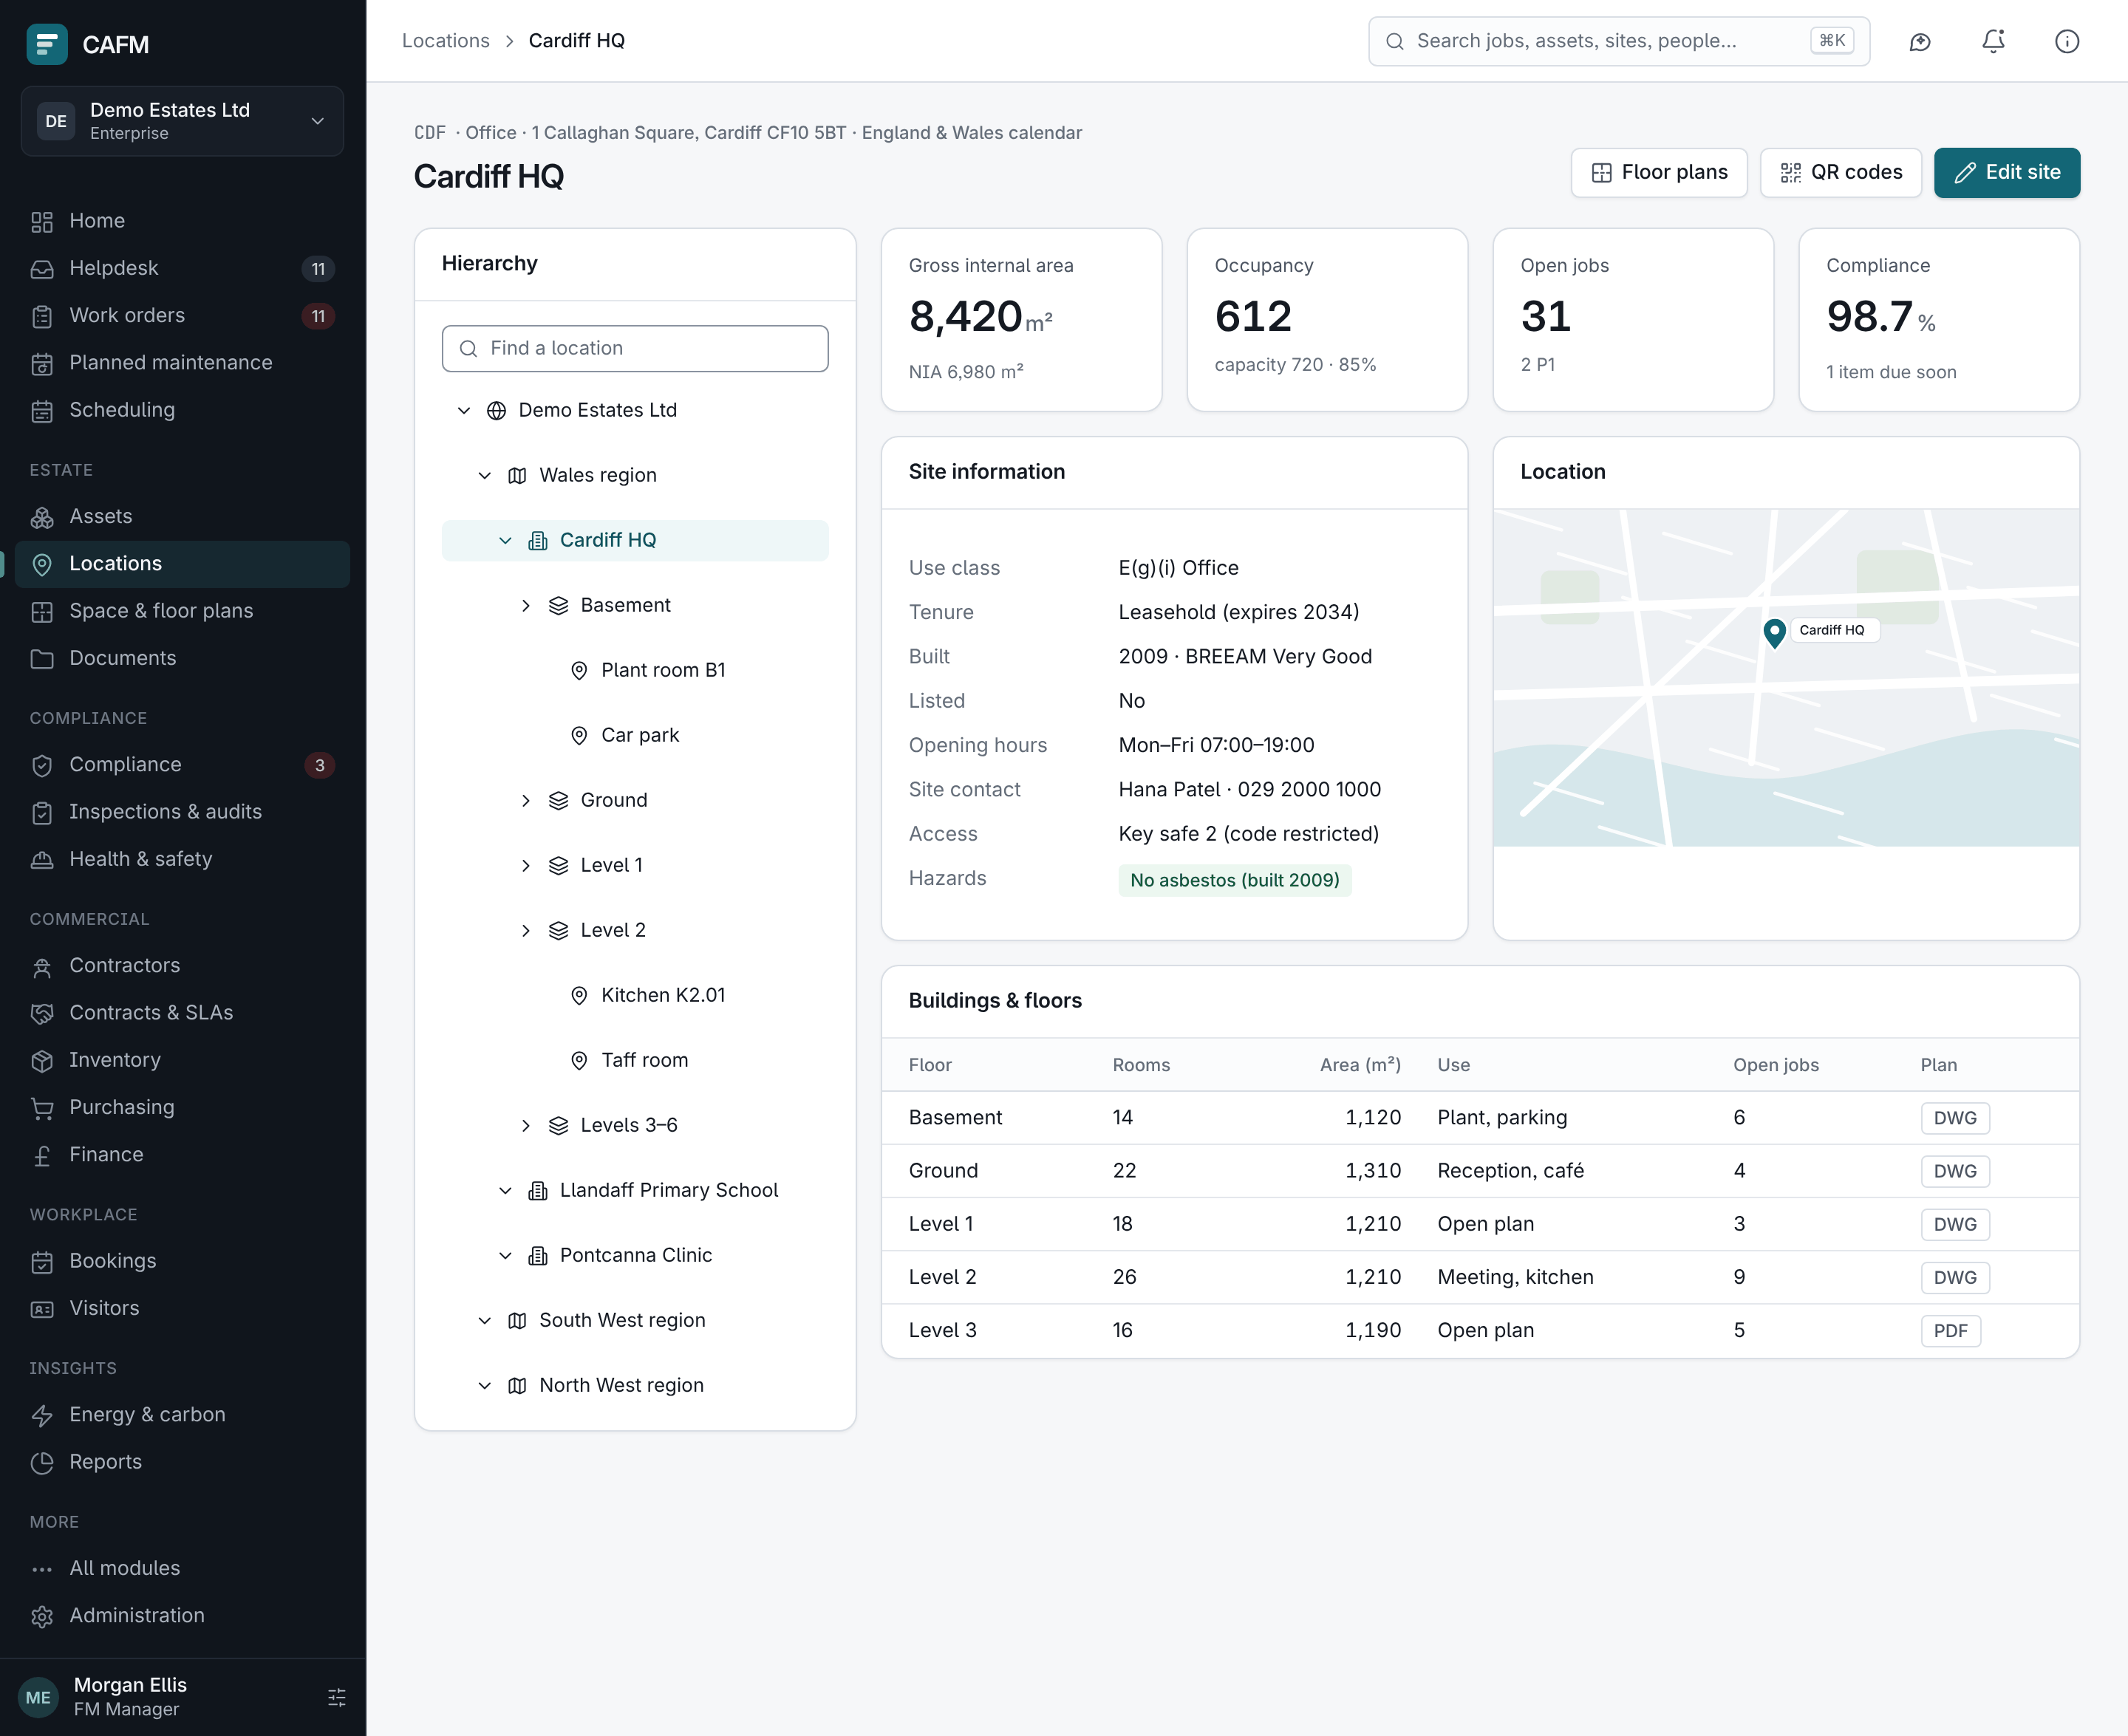 CAFM
DE
Demo Estates Ltd
Enterprise
Home
Helpdesk 11
Work orders 11
Planned maintenance
Scheduling
ESTATE
Assets
Locations
Space & floor plans
Documents
COMPLIANCE
Compliance 3
Inspections & audits
Health & safety
COMMERCIAL
Contractors
Contracts & SLAs
Inventory
Purchasing
Finance
WORKPLACE
Bookings
Visitors
INSIGHTS
Energy & carbon
Reports
MORE
All modules
Administration
ME
Morgan Ellis
FM Manager
Locations Cardiff HQ
Search jobs, assets, sites, people... ⌘K
CDF · Office · 1 Callaghan Square, Cardiff CF10 5BT · England & Wales calendar
Cardiff HQ
Floor plans QR codes Edit site
Hierarchy
Find a location
Demo Estates Ltd
Wales region
Cardiff HQ
Basement
Plant room B1
Car park
Ground
Level 1
Level 2
Kitchen K2.01
Taff room
Levels 3–6
Llandaff Primary School
Pontcanna Clinic
South West region
North West region
Gross internal area
8,420 m²
NIA 6,980 m²
Occupancy
612
capacity 720 · 85%
Open jobs
31
2 P1
Compliance
98.7 %
1 item due soon
Site information
Use class E(g)(i) Office
Tenure Leasehold (expires 2034)
Built 2009 · BREEAM Very Good
Listed No
Opening hours Mon–Fri 07:00–19:00
Site contact Hana Patel · 029 2000 1000
Access Key safe 2 (code restricted)
Hazards No asbestos (built 2009)
Location
Cardiff HQ
Buildings & floors
Floor Rooms Area (m²) Use Open jobs Plan
Basement 14 1,120 Plant, parking 6 DWG
Ground 22 1,310 Reception, café 4 DWG
Level 1 18 1,210 Open plan 3 DWG
Level 2 26 1,210 Meeting, kitchen 9 DWG
Level 3 16 1,190 Open plan 5 PDF